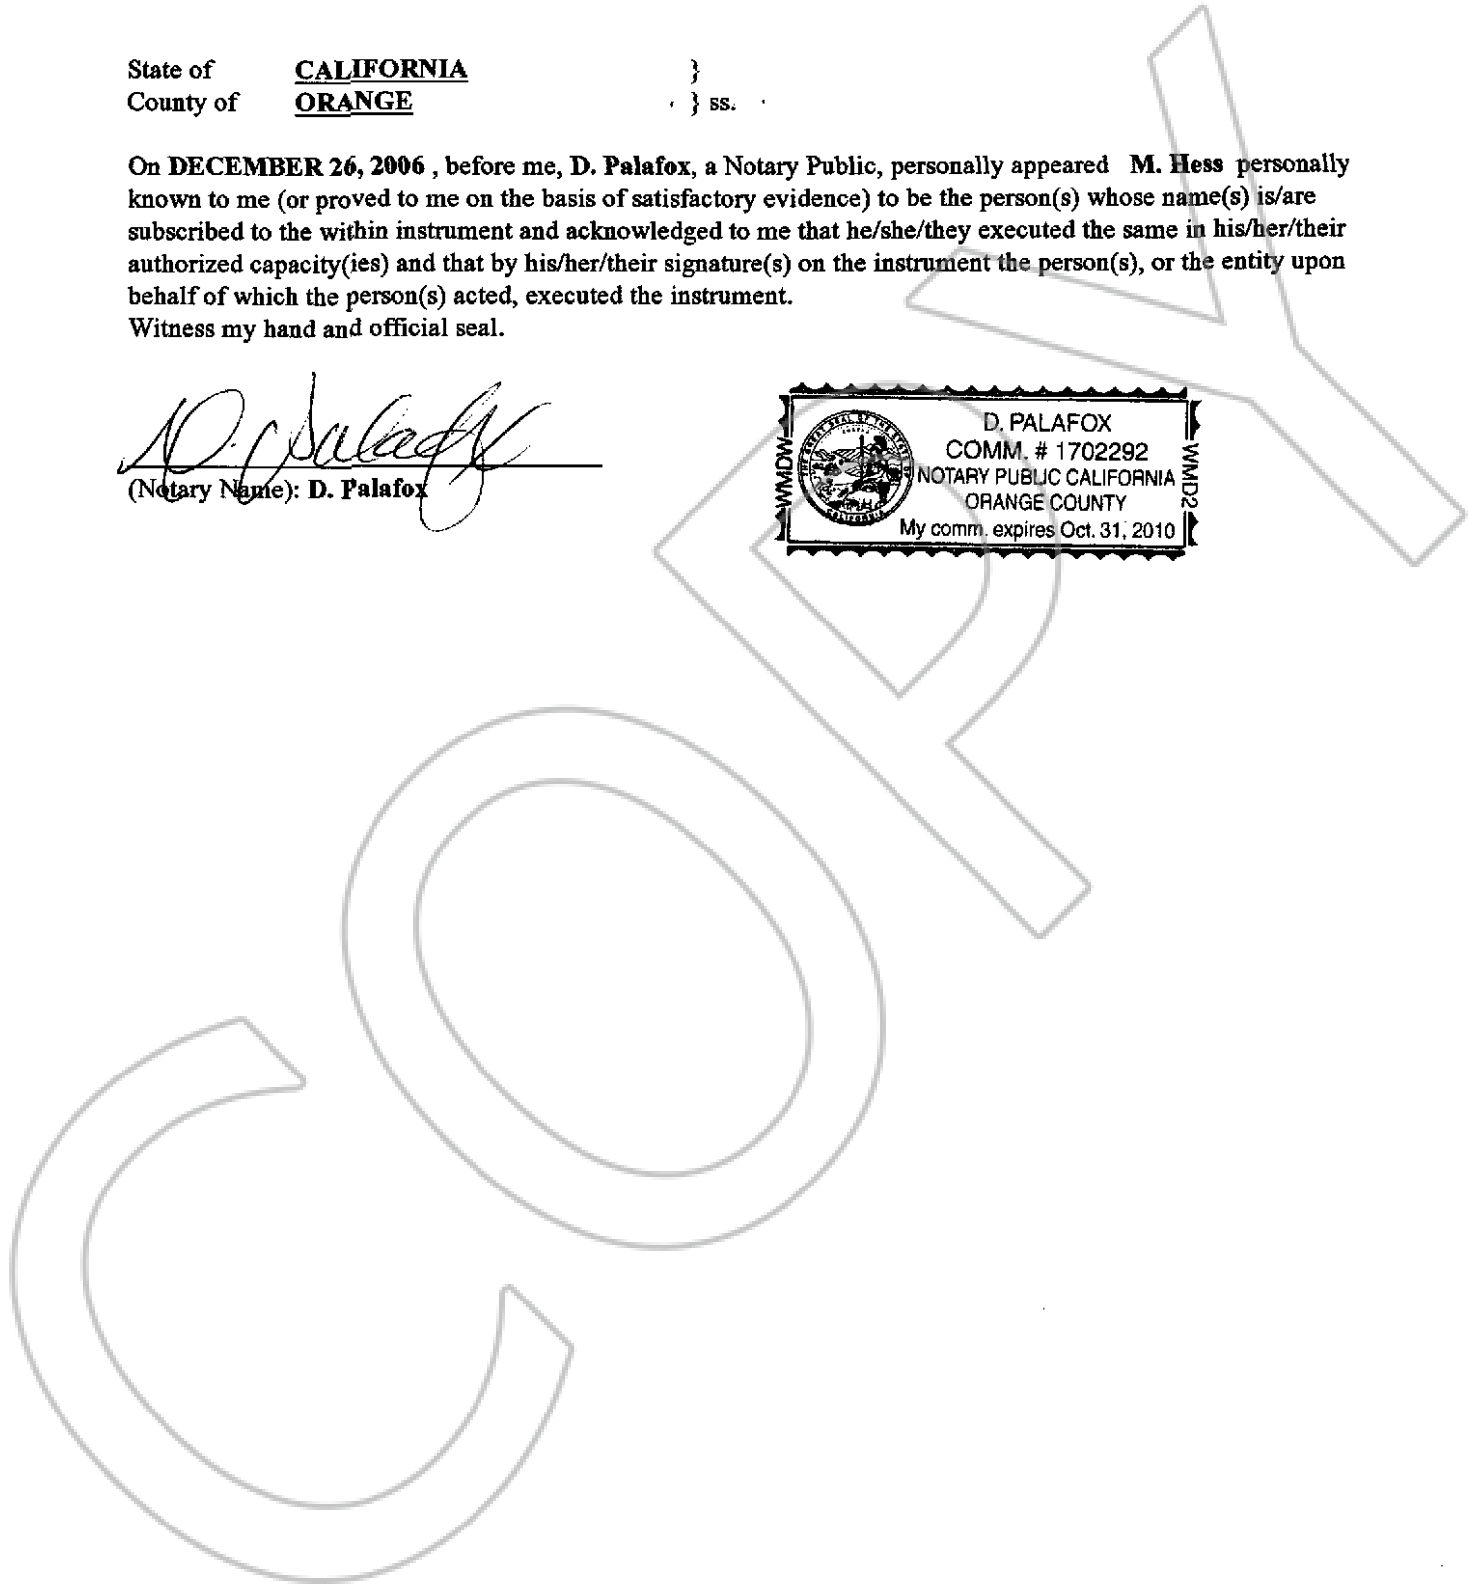 State of CALIFORNIA }
County of ORANGE } ss.
On DECEMBER 26, 2006 , before me, D. Palafox, a Notary Public, personally appeared M. Hess personally
known to me (or proved to me on the basis of satisfactory evidence) to be the person(s) whose name(s) is/are
subscribed to the within instrument and acknowledged to me that he/she/they executed the same in his/her/their
authorized capacity(ies) and that by his/her/their signature(s) on the instrument the person(s), or the entity upon
behalf of which the person(s) acted, executed the instrument.
Witness my hand and official seal.
D. Palafox
(Notary Name): D. Palafox
D. PALAFOX
COMM. # 1702292
NOTARY PUBLIC CALIFORNIA
ORANGE COUNTY
My comm. expires Oct. 31, 2010
WMDW
WMD2
CALIFORNIA
COPY